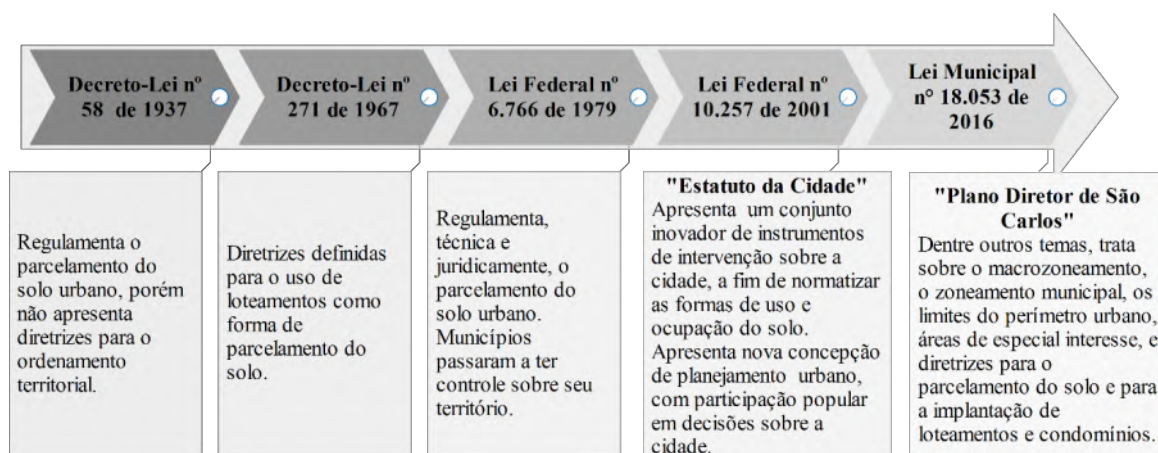 Decreto-Lei nº
58 de 1937
Decreto-Lei nº
271 de 1967
Lei Federal nº
6.766 de 1979
Lei Federal nº
10.257 de 2001
Lei Municipal
n° 18.053 de
2016
Regulamenta o
parcelamento do
solo urbano, porém
não apresenta
diretrizes para o
ordenamento
territorial.
Diretrizes definidas
para o uso de
loteamentos como
forma de
parcelamento do
solo.
Regulamenta,
técnica e
juridicamente, o
parcelamento do
solo urbano.
Municípios
passaram a ter
controle sobre seu
território.
"Estatuto da Cidade"
Apresenta um conjunto
inovador de instrumentos
de intervenção sobre a
cidade, a fim de normatizar
as formas de uso e
ocupação do solo.
Apresenta nova concepção
de planejamento urbano,
com participação popular
em decisões sobre a
cidade.
"Plano Diretor de São
Carlos"
Dentre outros temas, trata
sobre o macrozoneamento,
o zoneamento municipal, os
limites do perímetro urbano,
áreas de especial interesse, e
diretrizes para o
parcelamento do solo e para
a implantação de
loteamentos e condomínios.